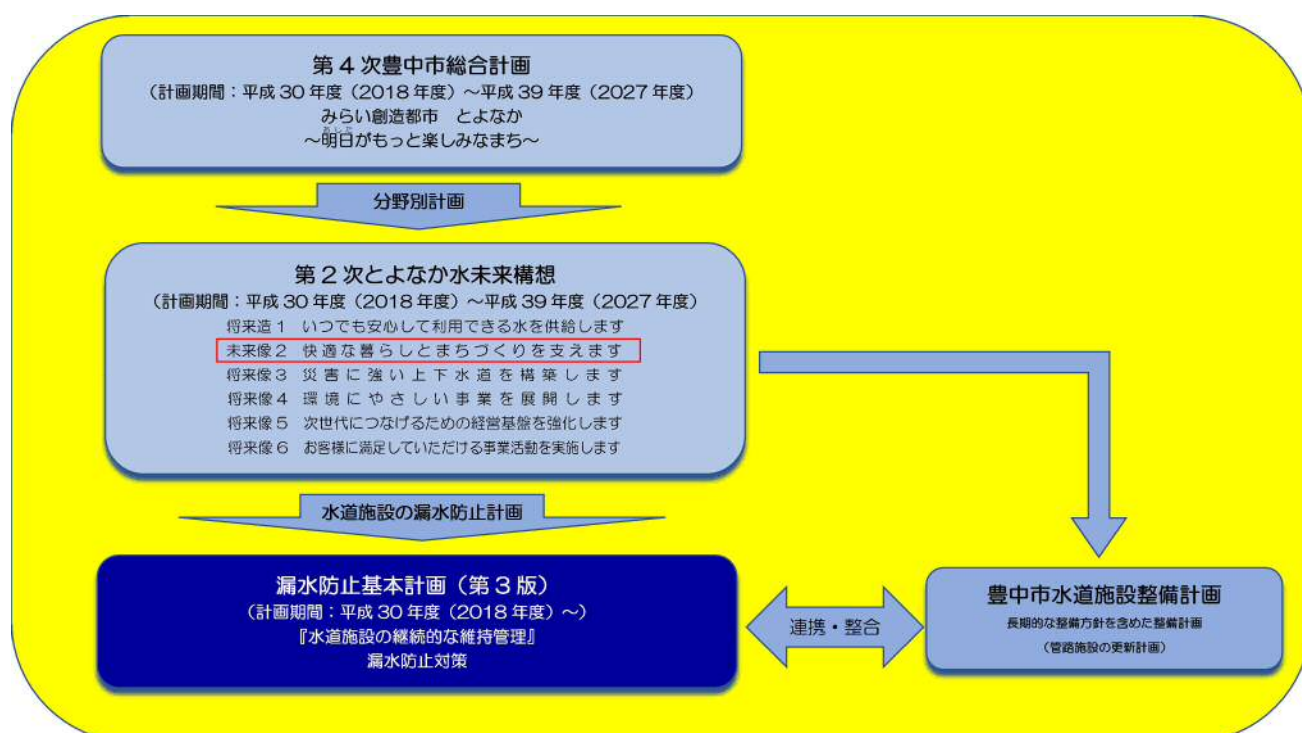 第４次豊中市総合計画
（計画期間：平成30年度（2018年度）～平成39年度（2027年度）
みらい創造都市　とよなか
あした
～明日がもっと楽しみなまち～
分野別計画
第２次とよなか水未来構想
（計画期間：平成30年度（2018年度）～平成39年度（2027年度）
将来造１　いつでも安心して利用できる水を供給します
未来像２　快適な暮らしとまちづくりを支えます
将来像３　災害に強い上下水道を構築します
将来像４　環境にやさしい事業を展開します
将来像５　次世代につなげるための経営基盤を強化します
将来像６　お客様に満足していただける事業活動を実施します
水道施設の漏水防止計画
漏水防止基本計画（第３版）
（計画期間：平成30年度（2018年度）～）
『水道施設の継続的な維持管理』
漏水防止対策
連携・整合
豊中市水道施設整備計画
長期的な整備方針を含めた整備計画
（管路施設の更新計画）